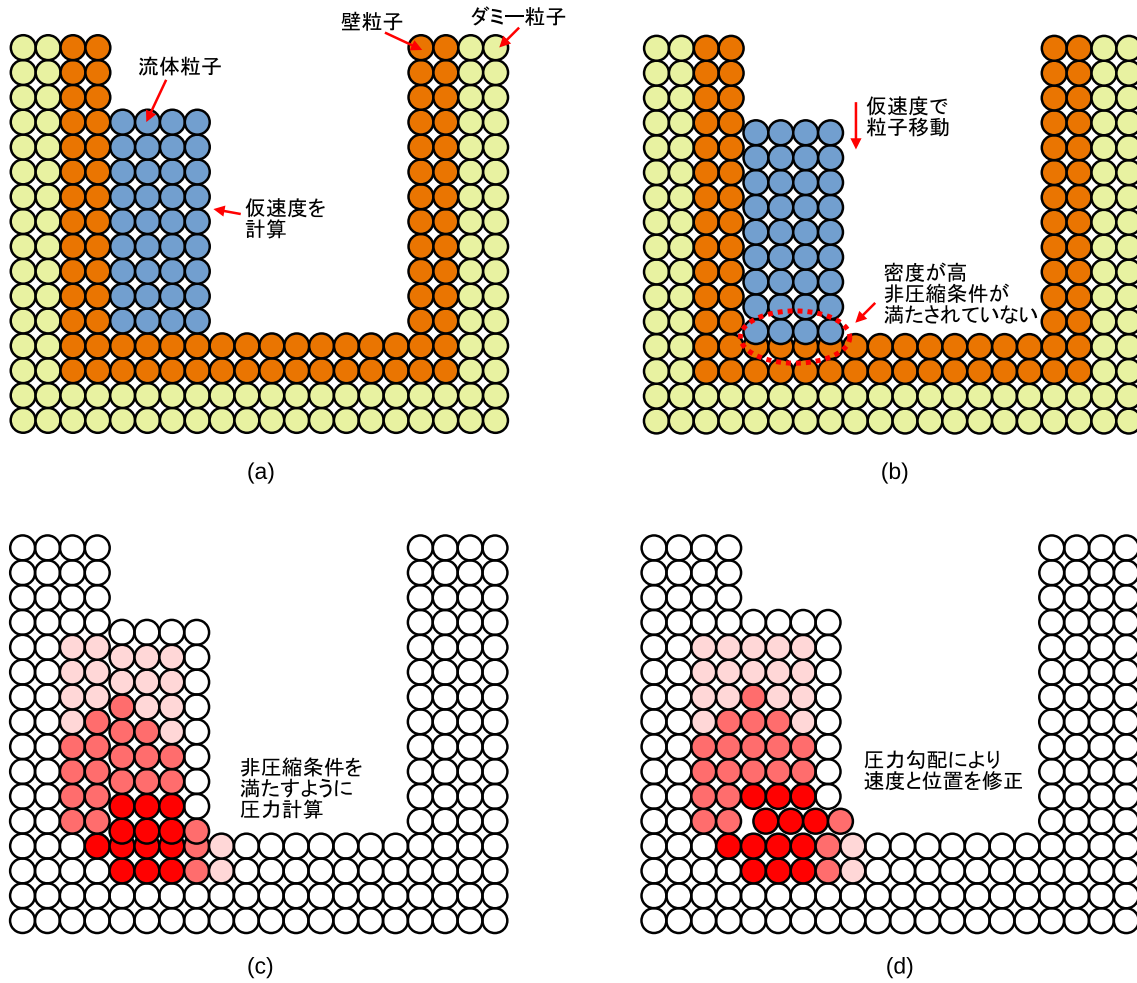 流体粒子
壁粒子
ダミー粒子
仮速度を
計算
(a)
仮速度で
粒子移動
密度が高
非圧縮条件が
満たされていない
(b)
非圧縮条件を
満たすように
圧力計算
(c)
圧力勾配により
速度と位置を修正
(d)